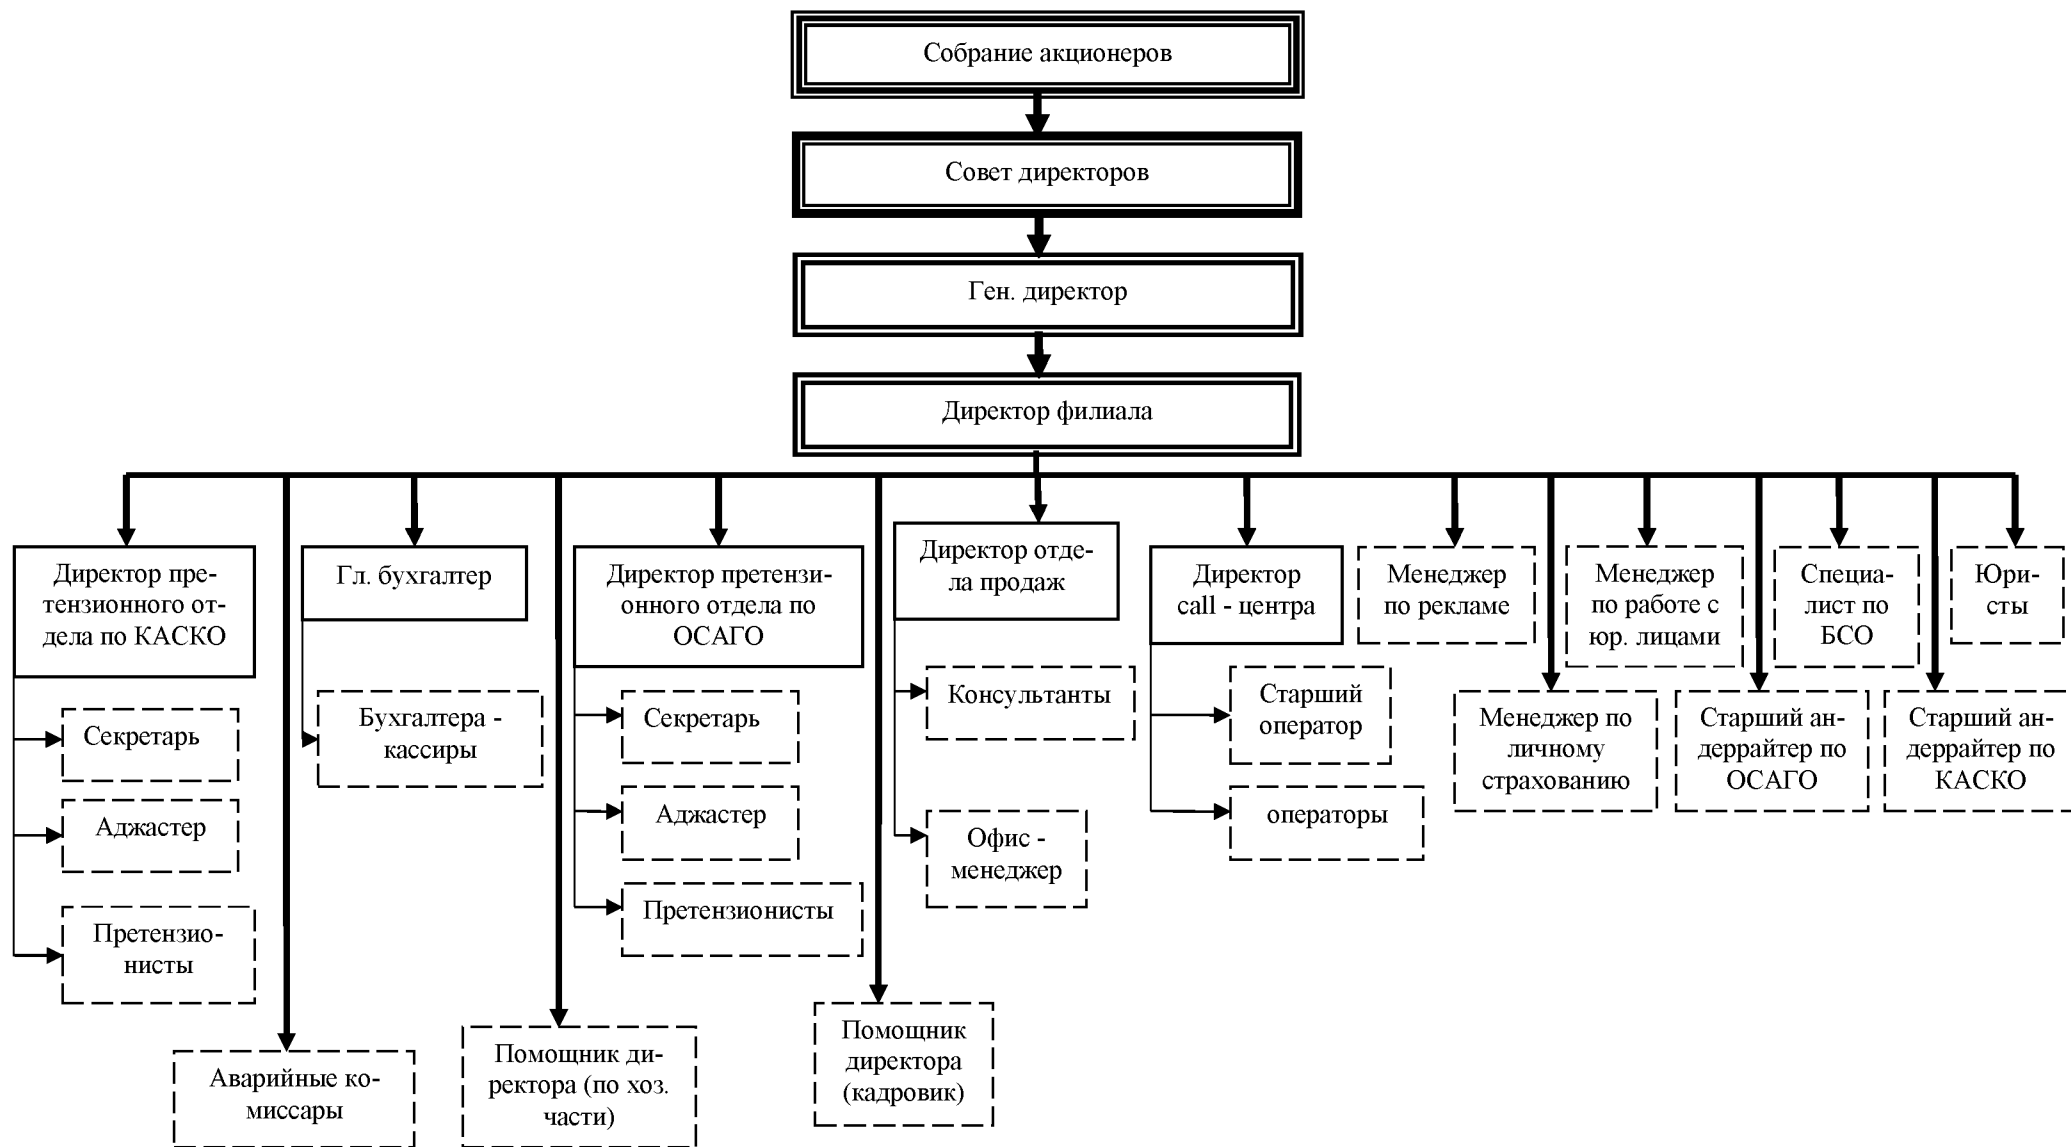 Собрание акционеров
Совет директоров
Ген. директор
Директор филиала
Директор пре-
тензионного от-
дела по КАСКО
Гл. бухгалтер
Директор претензи-
онного отдела по
ОСАГО
Директор отде-
ла продаж
Директор
call - центра
Менеджер
по рекламе
Менеджер
по работе с
юр. лицами
Специа-
лист по
БСО
Юри-
сты
Секретарь
Аджастер
Претензио-
нисты
Бухгалтера -
кассиры
Секретарь
Аджастер
Претензионисты
Консультанты
Офис -
менеджер
Старший
оператор
операторы
Менеджер по
личному
страхованию
Старший ан-
деррайтер по
ОСАГО
Старший ан-
деррайтер по
КАСКО
Аварийные ко-
миссары
Помощник ди-
ректора (по хоз.
части)
Помощник
директора
(кадровик)